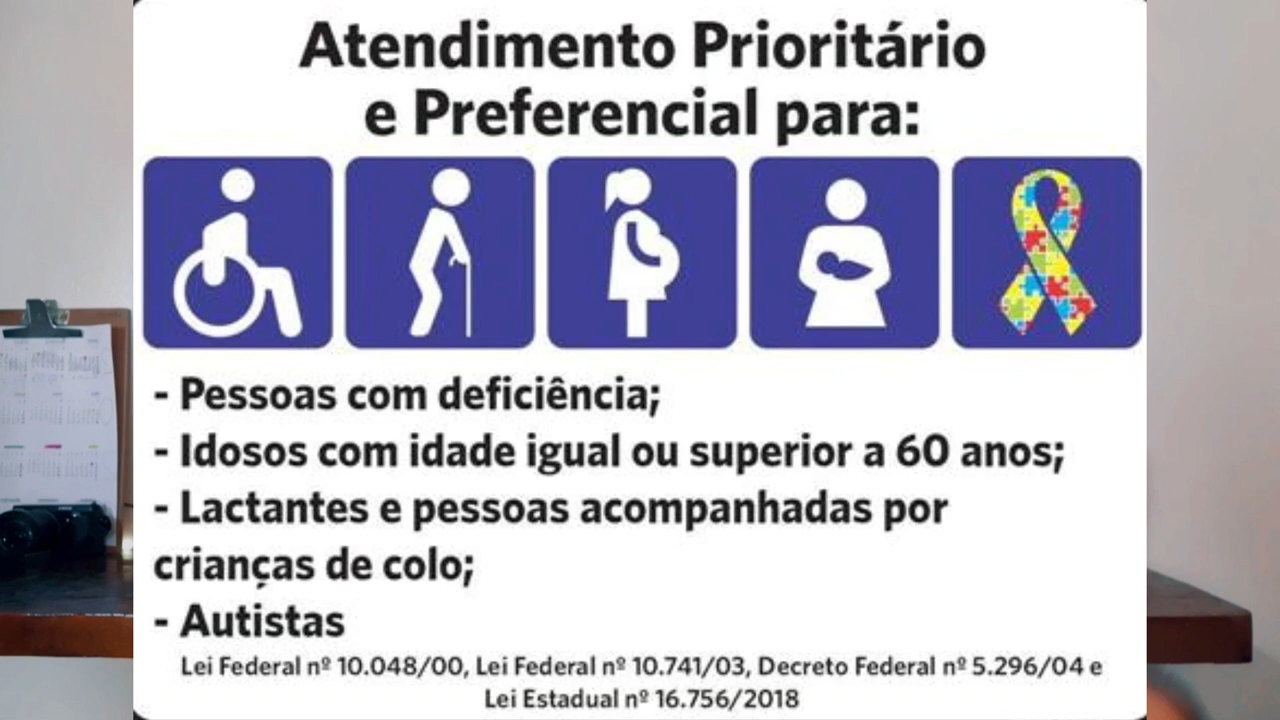 Atendimento Prioritário
e Preferencial para:
- Pessoas com deficiência;
- Idosos com idade igual ou superior a 60 anos;
- Lactantes e pessoas acompanhadas por
crianças de colo;
- Autistas
Lei Federal nº 10.048/00, Lei Federal nº 10.741/03, Decreto Federal nº 5.296/04 e
Lei Estadual nº 16.756/2018